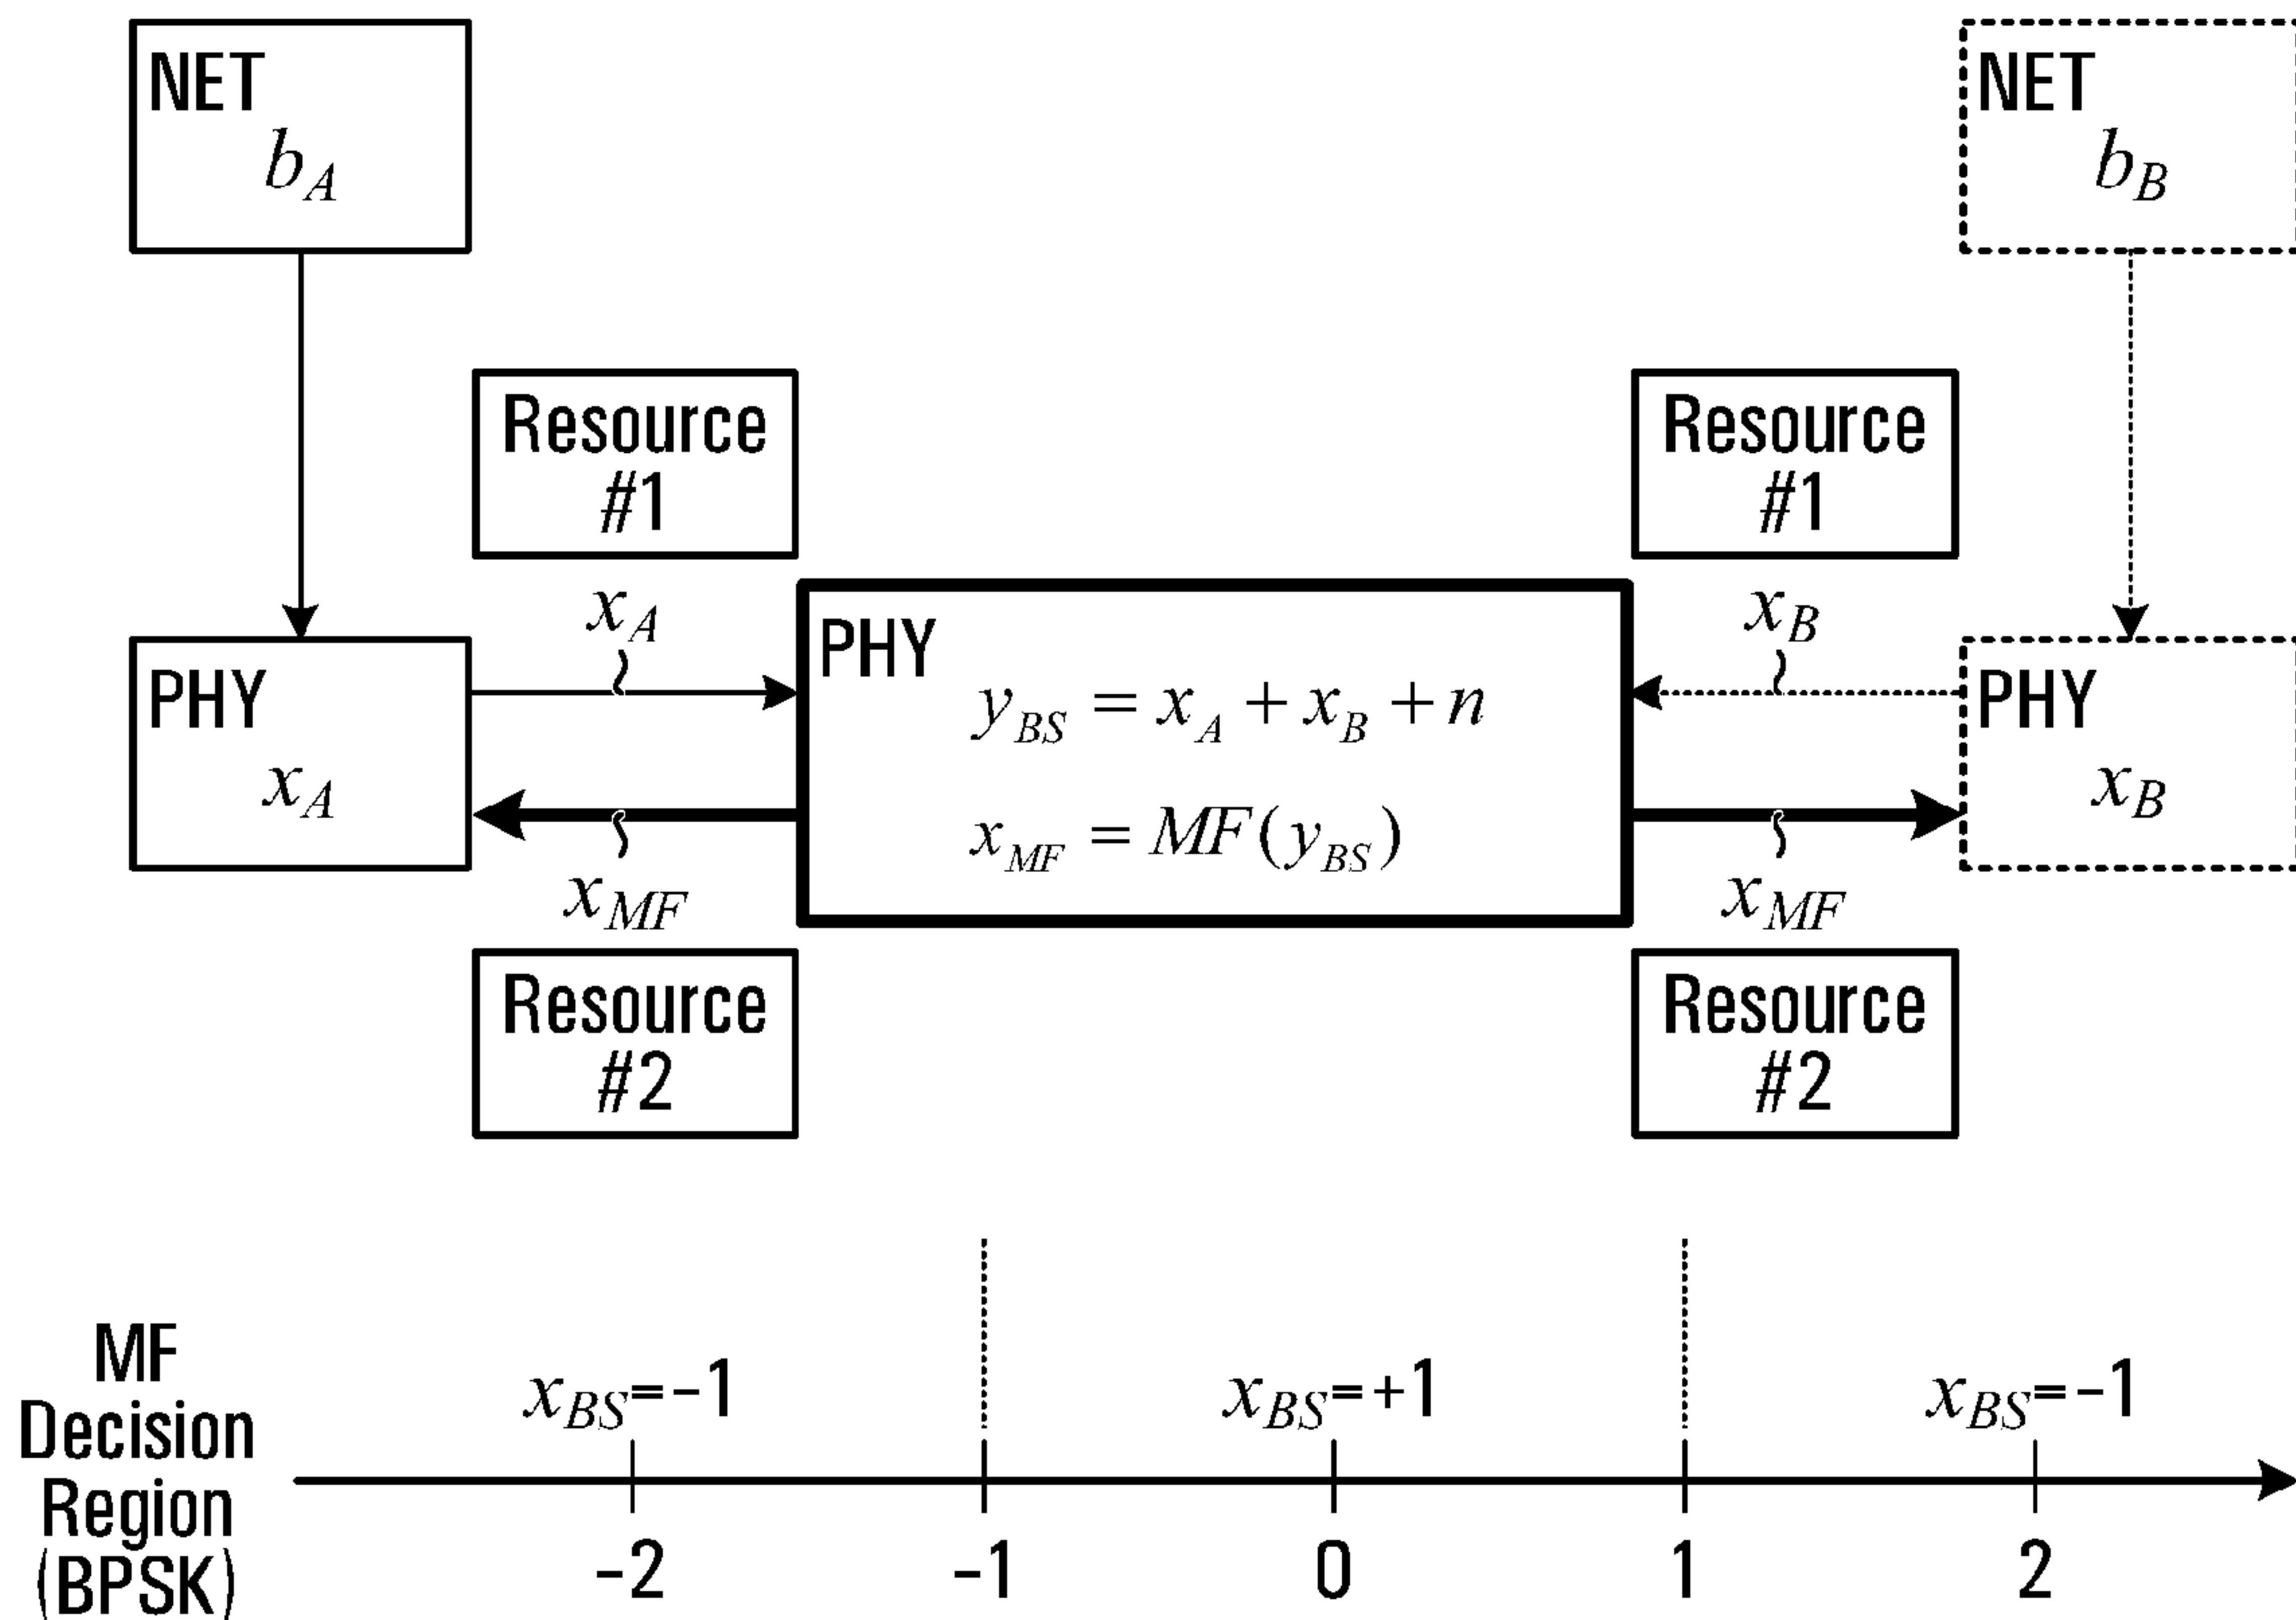 NET
b_A
NET
b_B
Resource
#1
Resource
#1
x_A
x_B
PHY
x_A
PHY
y_BS = x_A + x_B + n
x_MF = MF(y_BS)
PHY
x_B
x_MF
x_MF
Resource
#2
Resource
#2
MF
Decision
Region
(BPSK)
x_BS=-1
x_BS=+1
x_BS=-1
-2
-1
0
1
2